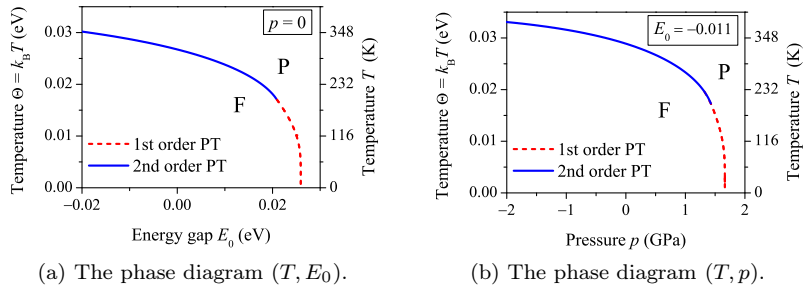 p = 0
Temperature Θ = k_B T (eV)
0.03
0.02
0.01
0.00
P
F
1st order PT
2nd order PT
348
232
116
0
Temperature T (K)
−0.02
0.00
0.02
Energy gap E_0 (eV)
(a) The phase diagram (T, E_0).
E_0 = −0.011
Temperature Θ = k_B T (eV)
0.03
0.02
0.01
0.00
P
F
1st order PT
2nd order PT
348
232
116
0
Temperature T (K)
−2
−1
0
1
2
Pressure p (GPa)
(b) The phase diagram (T, p).